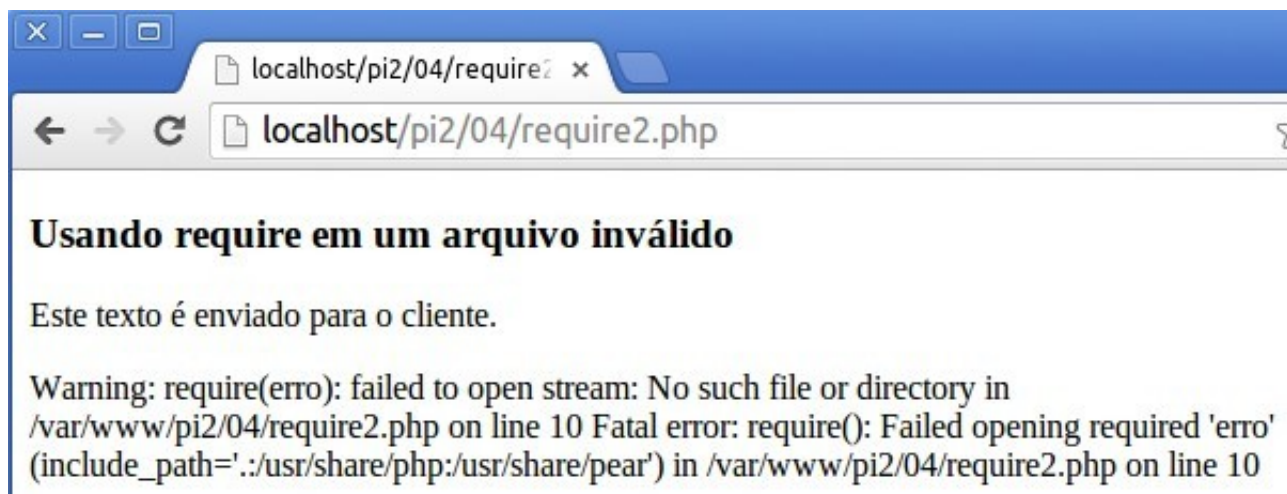 localhost/pi2/04/require2
localhost/pi2/04/require2.php
Usando require em um arquivo inválido
Este texto é enviado para o cliente.
Warning: require(erro): failed to open stream: No such file or directory in
/var/www/pi2/04/require2.php on line 10 Fatal error: require(): Failed opening required 'erro'
(include_path='.:/usr/share/php:/usr/share/pear') in /var/www/pi2/04/require2.php on line 10